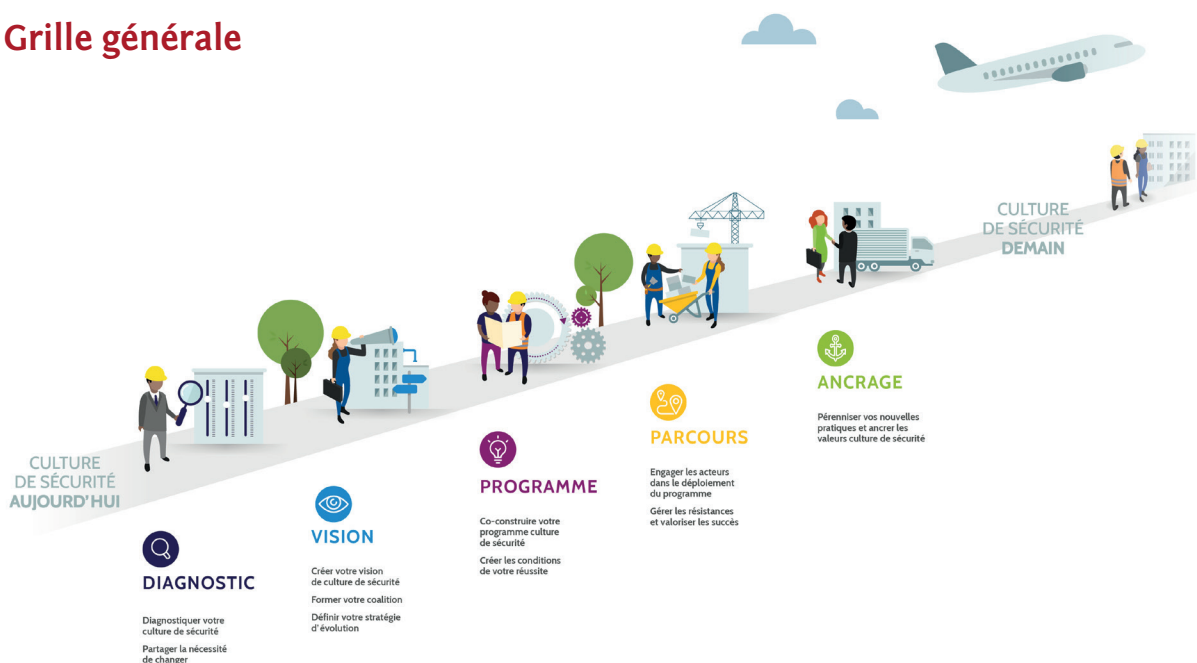 Grille générale
CULTURE
DE SÉCURITÉ
AUJOURD'HUI
DIAGNOSTIC
Diagnostiquer votre
culture de sécurité
Partager la nécessité
de changer
VISION
Créer votre vision
de culture de sécurité
Former votre coalition
Définir votre stratégie
d'évolution
PROGRAMME
Co-construire votre
programme culture
de sécurité
Créer les conditions
de votre réussite
PARCOURS
Engager les acteurs
dans le déploiement
du programme
Gérer les résistances
et valoriser les succès
ANCRAGE
Pérenniser vos nouvelles
pratiques et ancrer les
valeurs culture de sécurité
CULTURE
DE SÉCURITÉ
DEMAIN